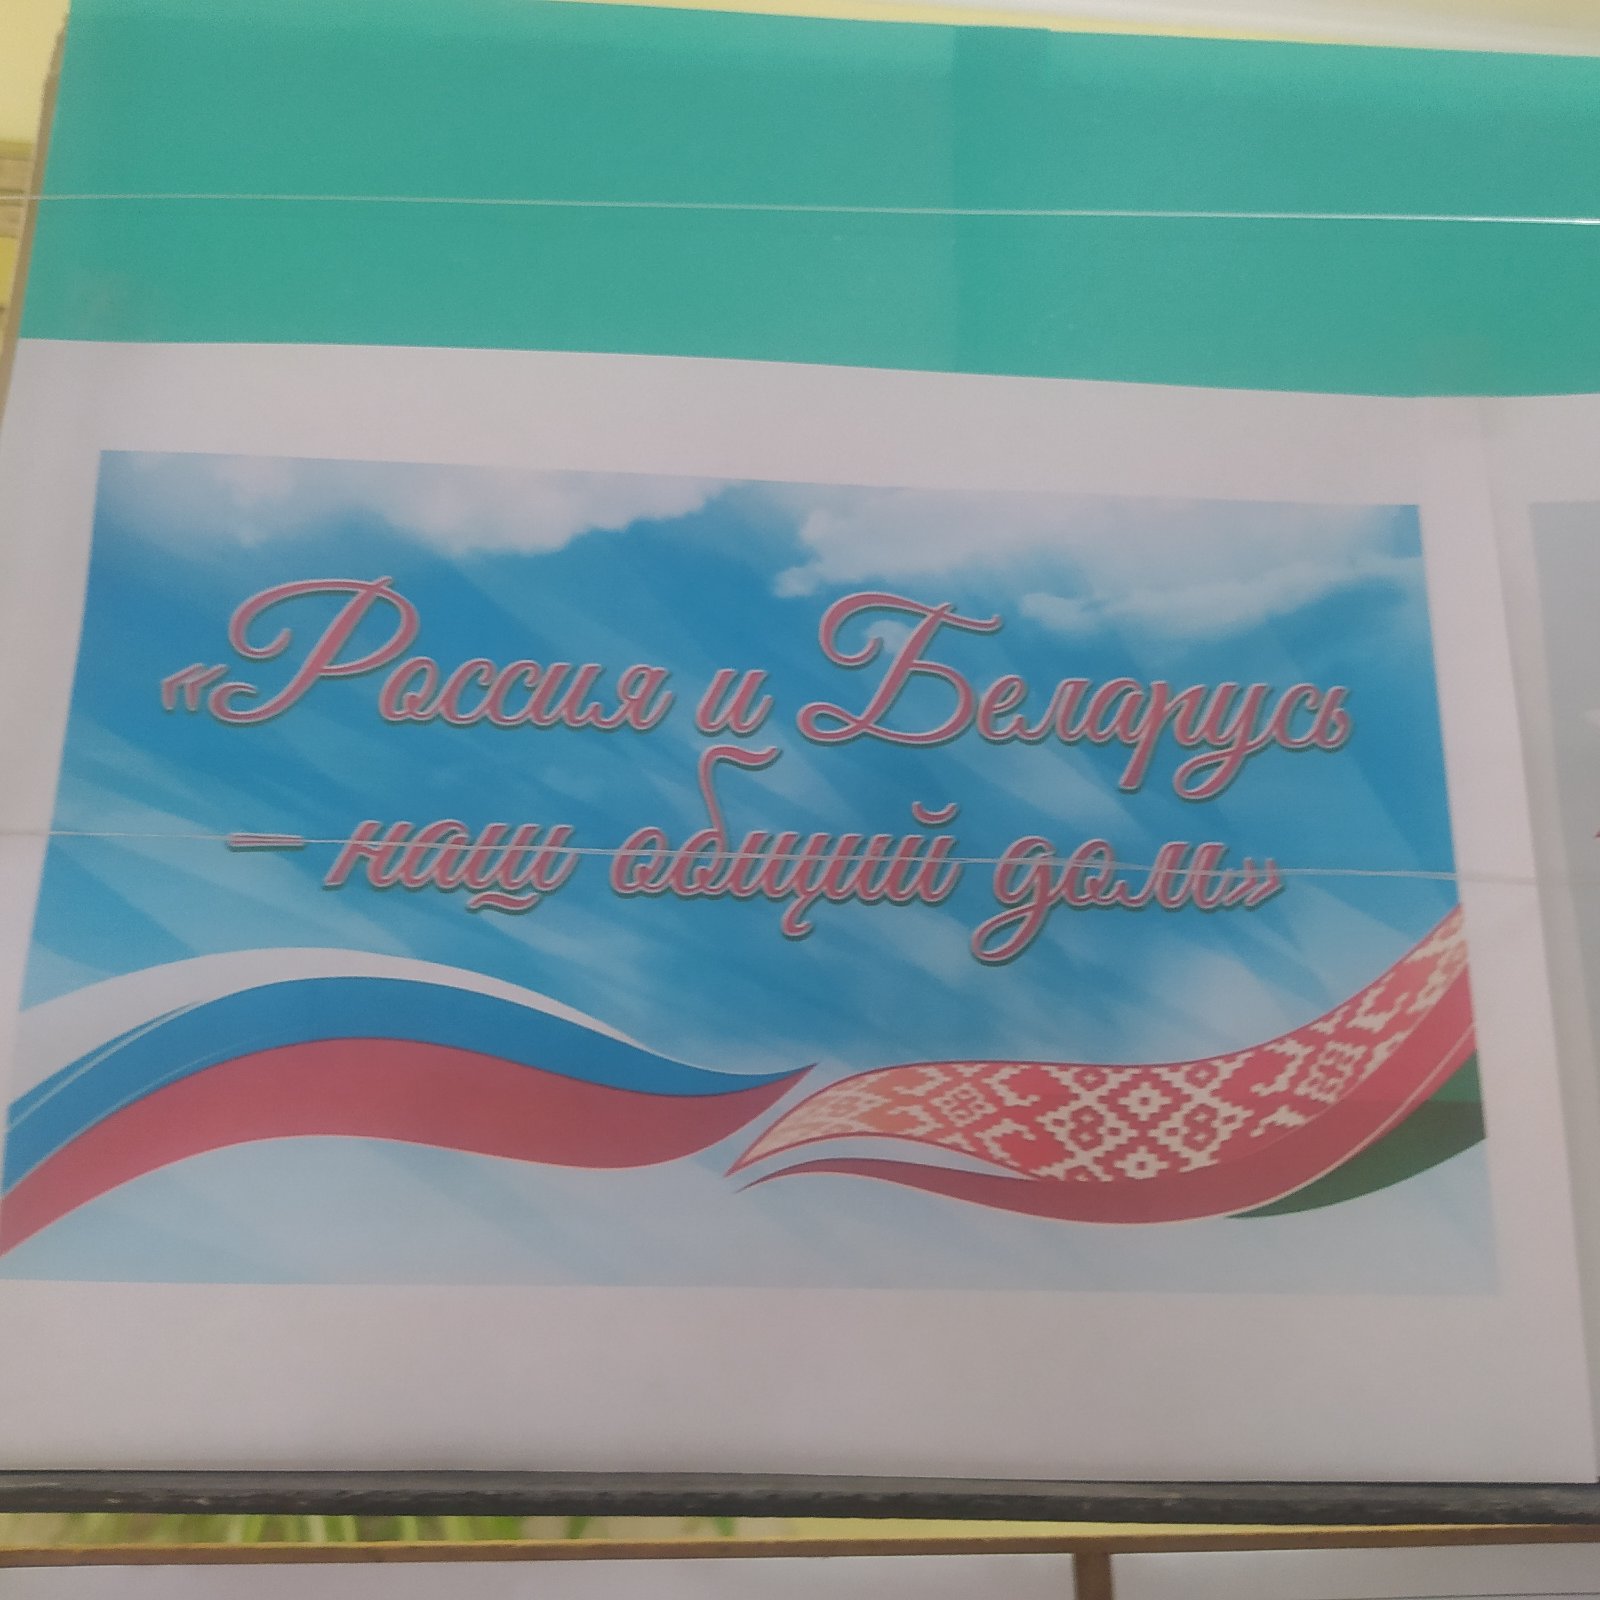 «Россия и Беларусь
– наш общий дом»